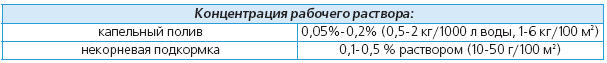 Концентрация рабочего раствора:
капельный полив 0,05%-0,2% (0,5-2 кг/1000 л воды, 1-6 кг/100 м²)
некорневая подкормка 0,1-0,5 % раствором (10-50 г/100 м²)